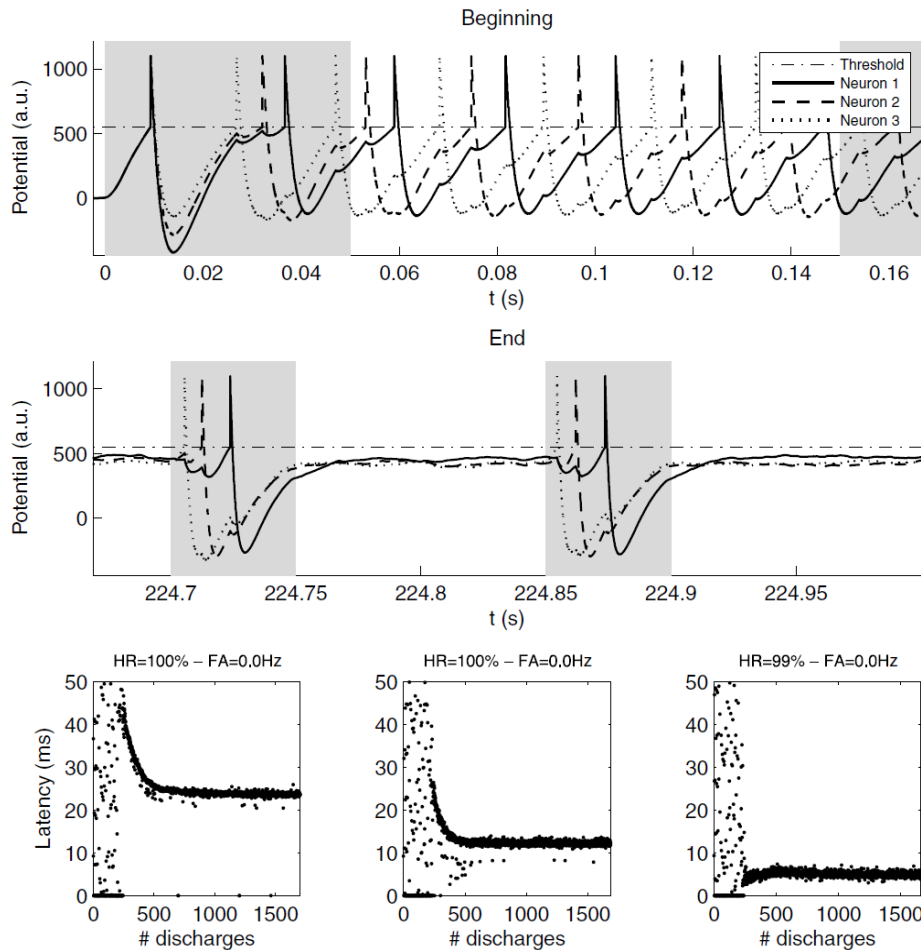 Beginning
1000
500
0
Potential (a.u.)
Threshold
Neuron 1
Neuron 2
Neuron 3
0 0.02 0.04 0.06 0.08 0.1 0.12 0.14 0.16
t (s)
End
1000
500
0
Potential (a.u.)
224.7 224.75 224.8 224.85 224.9 224.95
t (s)
HR=100% – FA=0.0Hz
HR=100% – FA=0.0Hz
HR=99% – FA=0.0Hz
Latency (ms)
50 50 50
40 40 40
30 30 30
20 20 20
10 10 10
0 0 0
0 500 1000 1500 0 500 1000 1500 0 500 1000 1500
# discharges # discharges # discharges